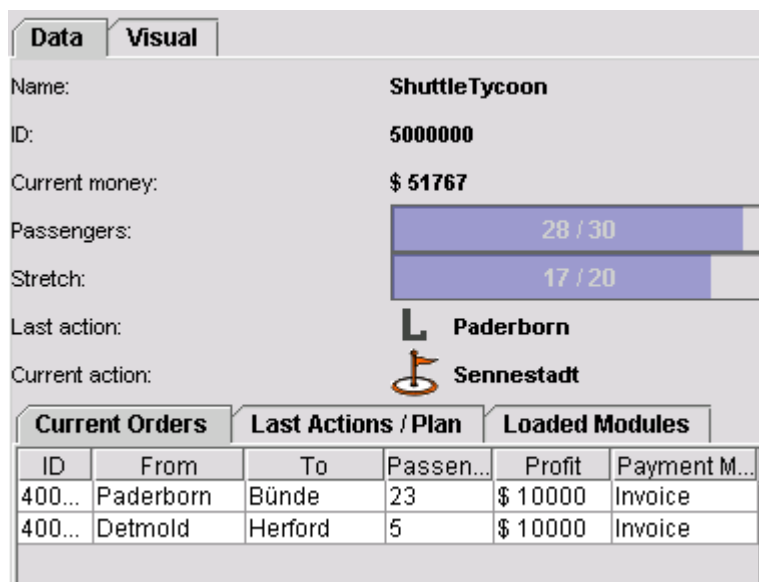 Data Visual
Name: ShuttleTycoon
ID: 5000000
Current money: $ 51767
Passengers: 28 / 30
Stretch: 17 / 20
Last action: L Paderborn
Current action: Sennestadt
Current Orders Last Actions / Plan Loaded Modules
ID From To Passen... Profit Payment M...
400... Paderborn Bünde 23 $ 10000 Invoice
400... Detmold Herford 5 $ 10000 Invoice